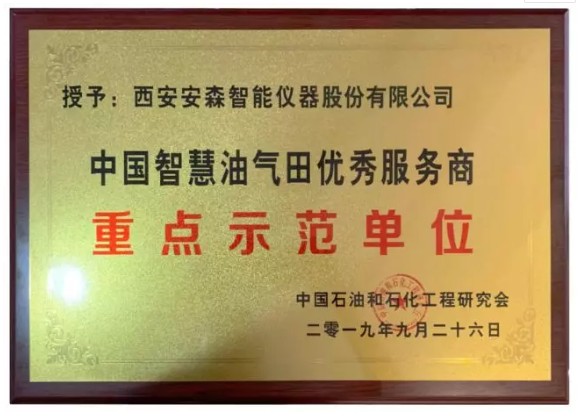 授予：西安安森智能仪器股份有限公司
中国智慧油气田优秀服务商
重点示范单位
中国石油和石化工程研究会
二零一九年九月二十六日